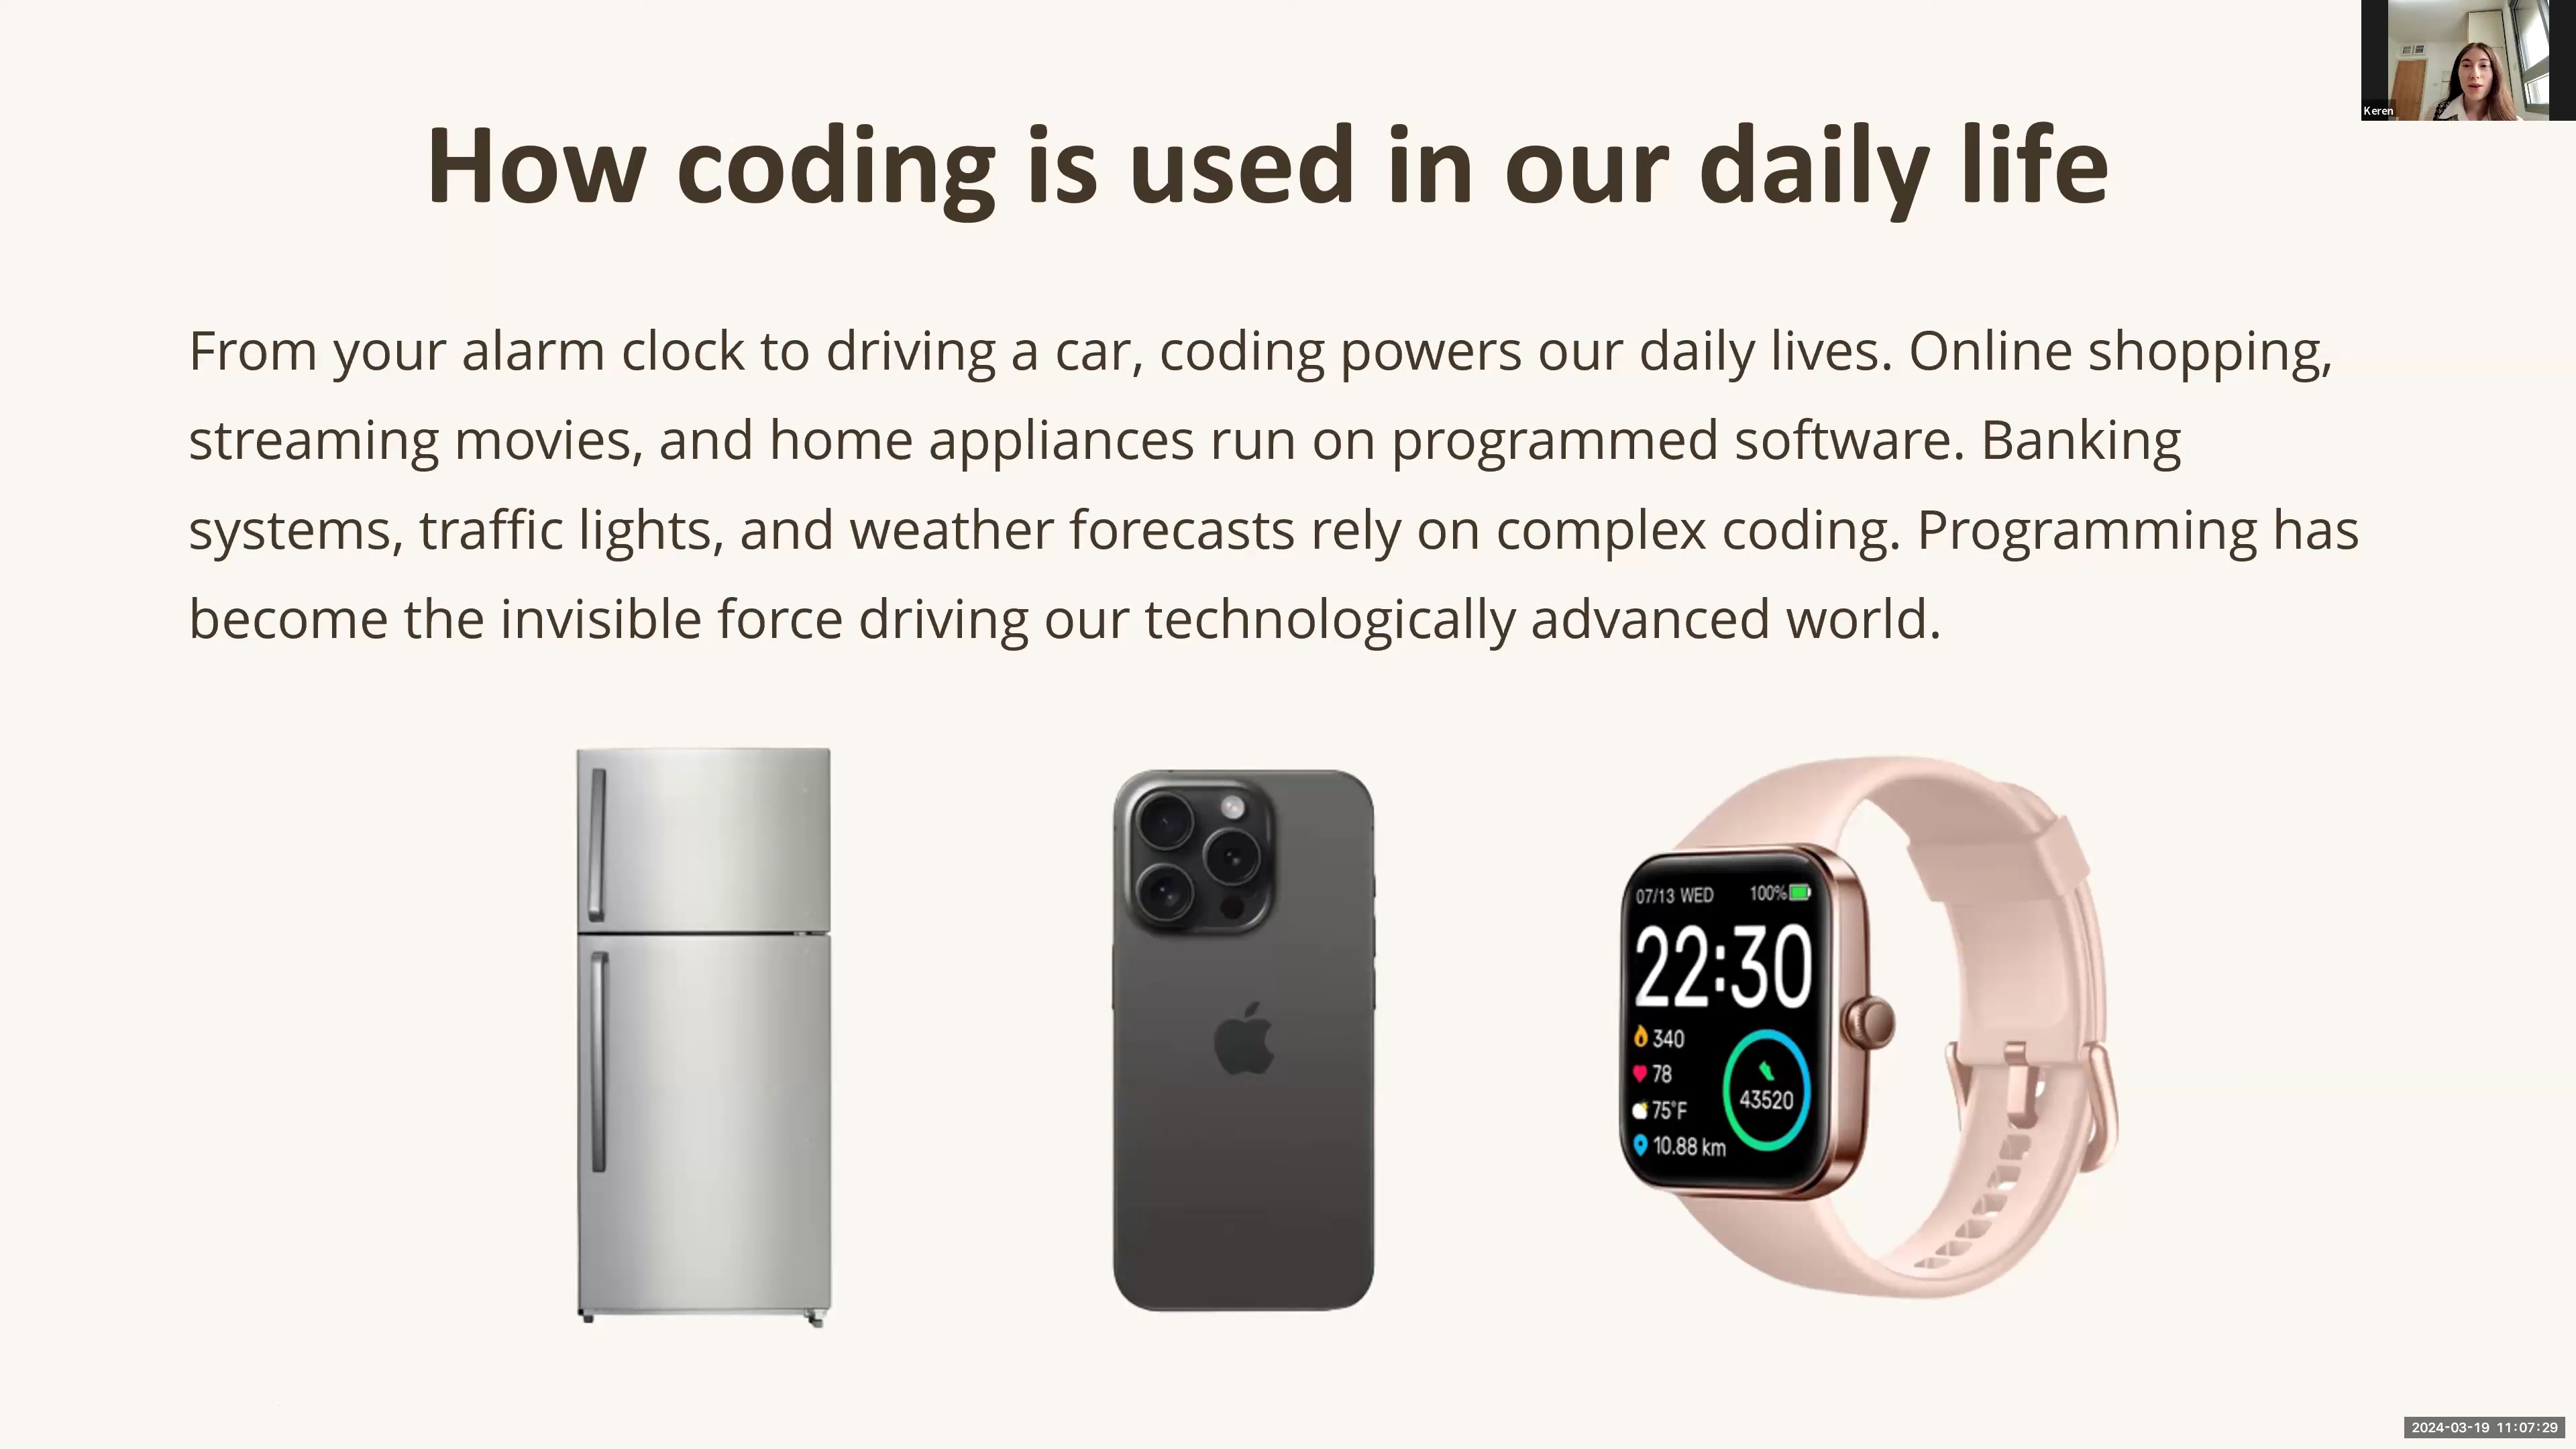 Keren
How coding is used in our daily life
From your alarm clock to driving a car, coding powers our daily lives. Online shopping,
streaming movies, and home appliances run on programmed software. Banking
systems, traffic lights, and weather forecasts rely on complex coding. Programming has
become the invisible force driving our technologically advanced world.
07/13 WED 100%
22:30
340
78
75°F
43520
10.88 km
2024-03-19 11:07:29